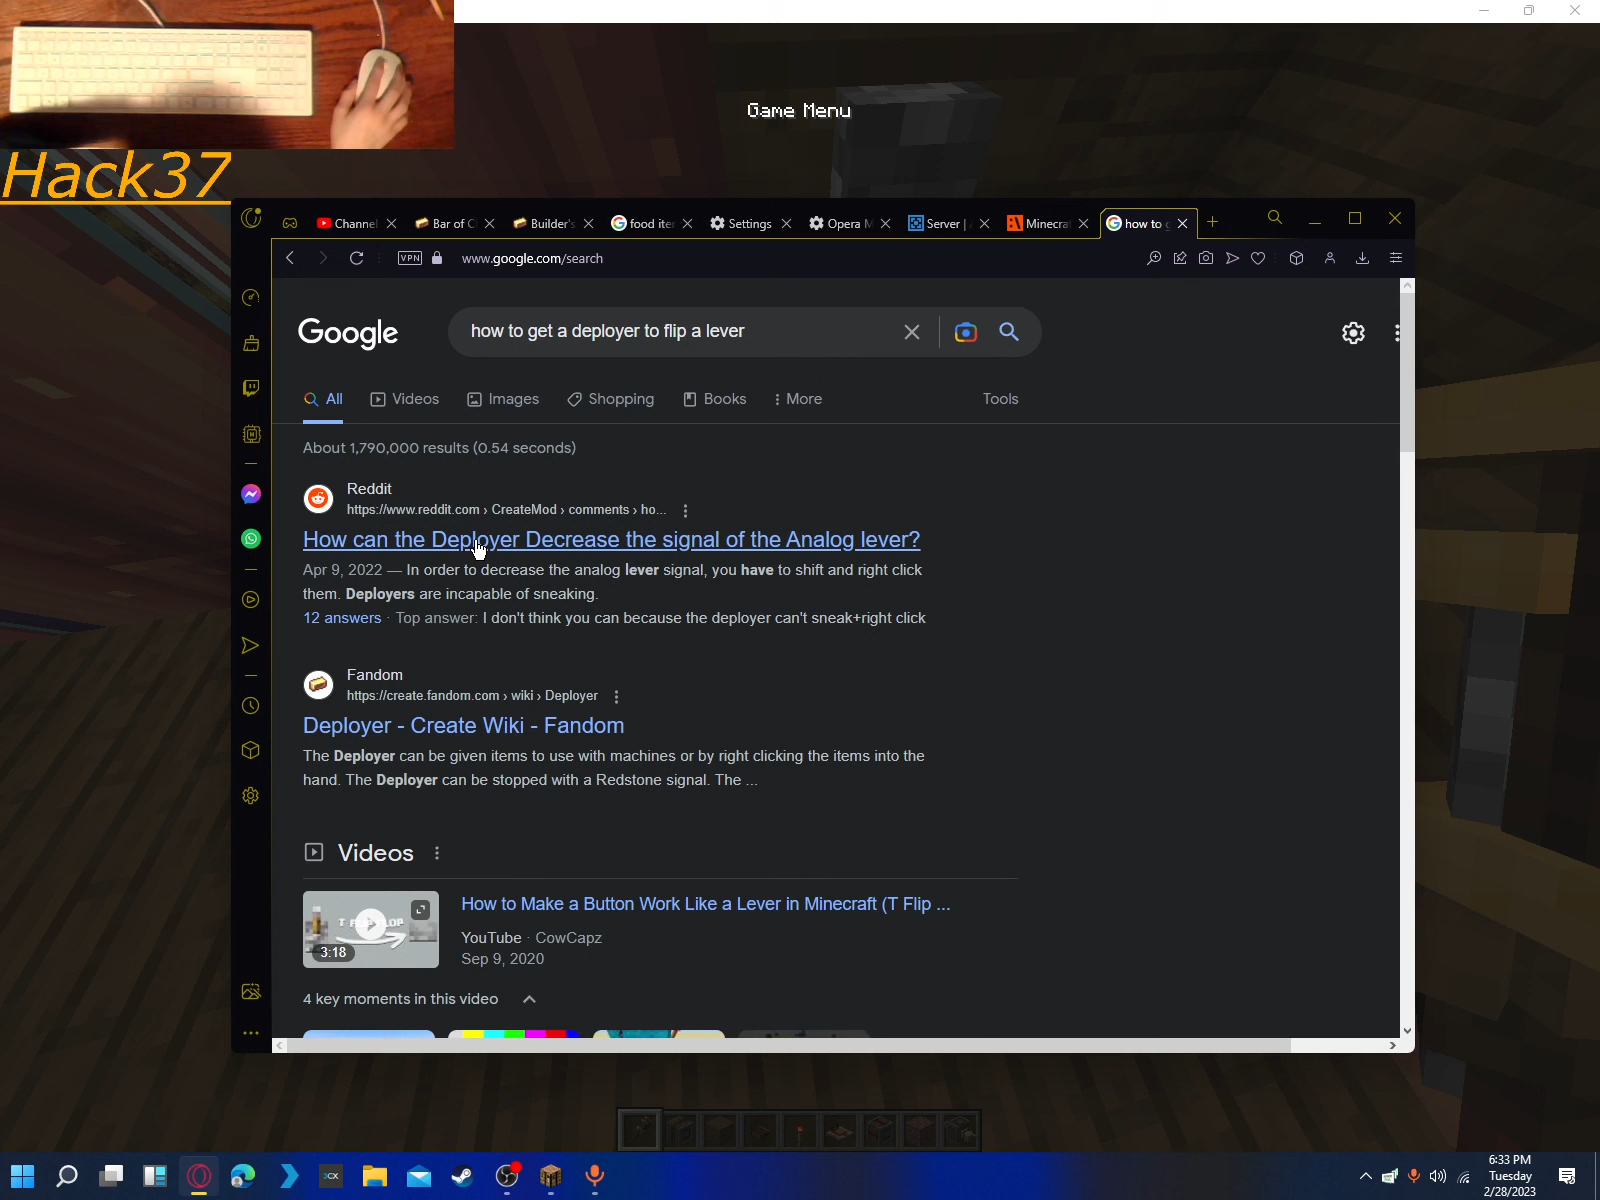 Game Menu
Hack37
Channel
Bar of C
Builder's
food iter
Settings
Opera M
Server |
Minecra
how to g
VPN
www.google.com/search
Google
how to get a deployer to flip a lever
All
Videos
Images
Shopping
Books
More
Tools
About 1,790,000 results (0.54 seconds)
Reddit
https://www.reddit.com › CreateMod › comments › ho...
How can the Deployer Decrease the signal of the Analog lever?
Apr 9, 2022 — In order to decrease the analog lever signal, you have to shift and right click
them. Deployers are incapable of sneaking.
12 answers · Top answer: I don't think you can because the deployer can't sneak+right click
Fandom
https://create.fandom.com › wiki › Deployer
Deployer - Create Wiki - Fandom
The Deployer can be given items to use with machines or by right clicking the items into the
hand. The Deployer can be stopped with a Redstone signal. The ...
Videos
How to Make a Button Work Like a Lever in Minecraft (T Flip ...
3:18
YouTube · CowCapz
Sep 9, 2020
4 key moments in this video
3CX
6:33 PM
Tuesday
2/28/2023